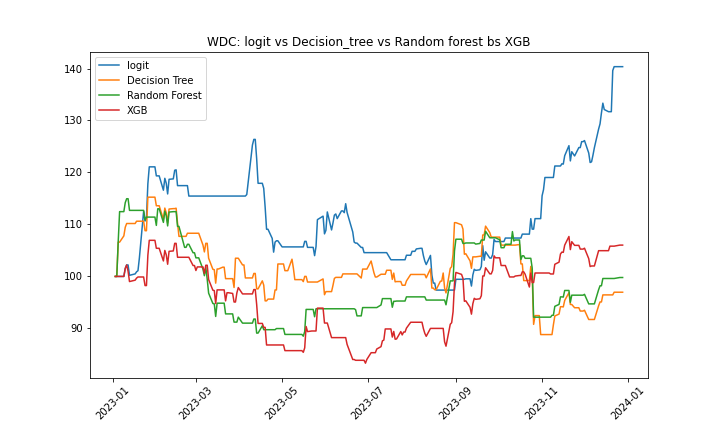 WDC: logit vs Decision_tree vs Random forest bs XGB
logit
Decision Tree
Random Forest
XGB
140
130
120
110
100
90
2023-01
2023-03
2023-05
2023-07
2023-09
2023-11
2024-01